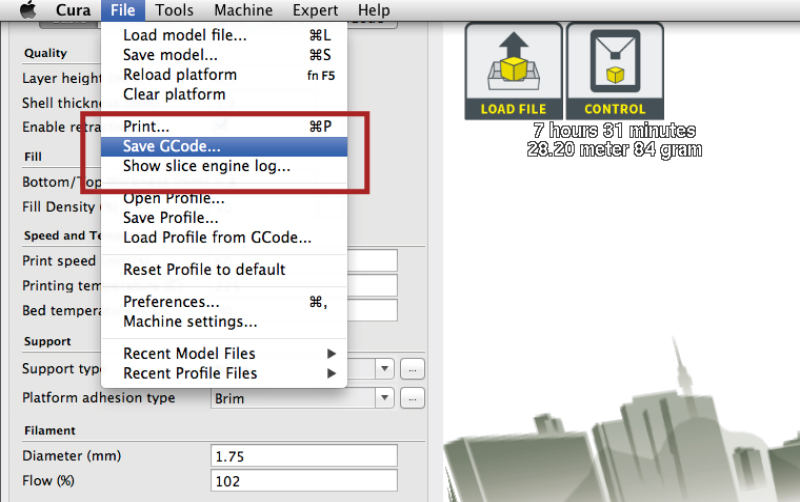 Cura File Tools Machine Expert Help
Load model file... ⌘L
Save model... ⌘S
Reload platform fn F5
Clear platform
Print... ⌘P
Save GCode...
Show slice engine log...
Open Profile...
Save Profile...
Load Profile from GCode...
Reset Profile to default
Preferences... ⌘,
Machine settings...
Recent Model Files
Recent Profile Files
Quality
Layer height
Shell thickn
Enable retra
Fill
Bottom/Top
Fill Density
Speed and Te
Print speed
Printing tem
Bed tempera
Support
Support typ
...
Platform adhesion type Brim ...
Filament
Diameter (mm) 1.75
Flow (%) 102
LOAD FILE CONTROL
7 hours 31 minutes
28.20 meter 84 gram